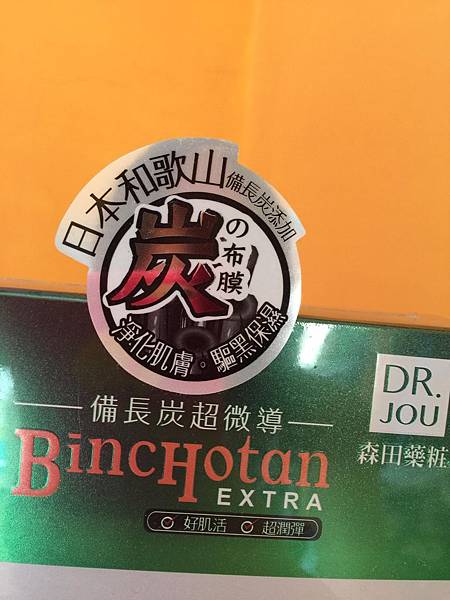 日本和歌山備長炭添加
炭の布膜
淨化肌膚。驅黑保濕
備長炭超微導
BincHotan
EXTRA
好肌活 超潤彈
DR.
JOU
森田藥粧